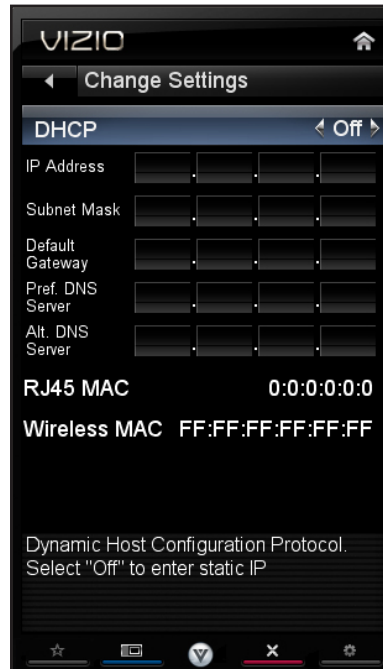 VIZIO
Change Settings
DHCP Off
IP Address . . .
Subnet Mask . . .
Default
Gateway . . .
Pref. DNS
Server . . .
Alt. DNS
Server . . .
RJ45 MAC 0:0:0:0:0:0
Wireless MAC FF:FF:FF:FF:FF:FF
Dynamic Host Configuration Protocol.
Select "Off" to enter static IP
V